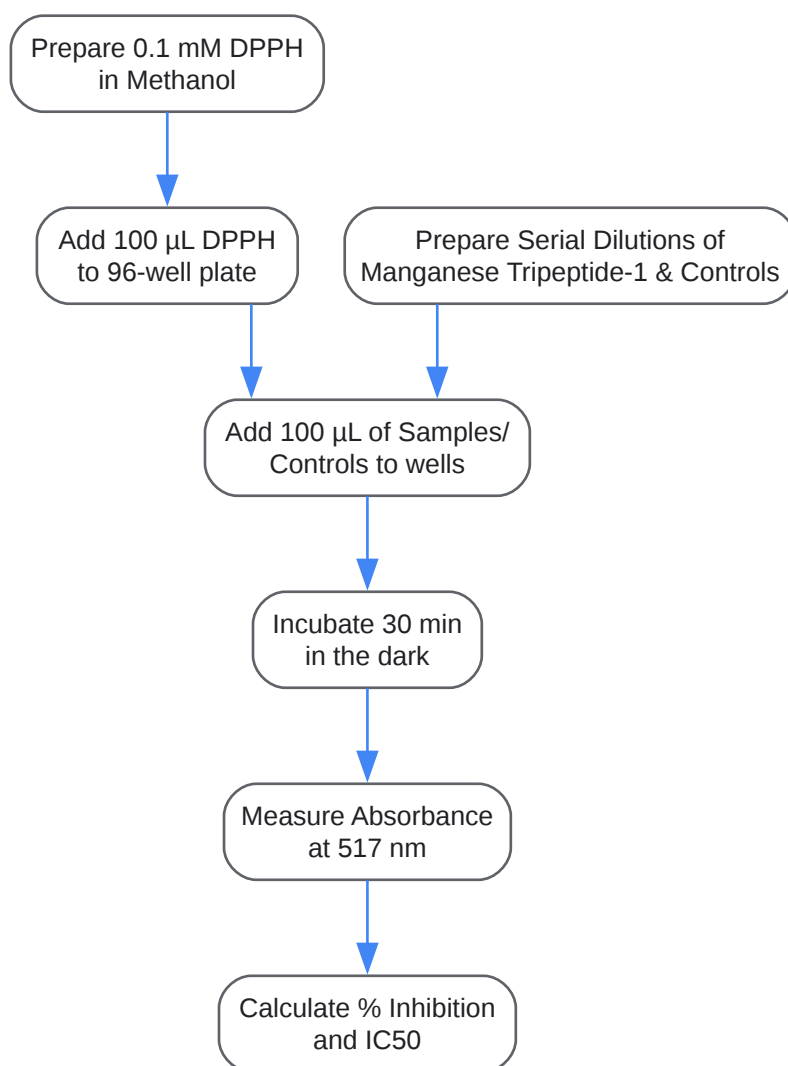 Prepare 0.1 mM DPPH
in Methanol
Add 100 µL DPPH
to 96-well plate
Prepare Serial Dilutions of
Manganese Tripeptide-1 & Controls
Add 100 µL of Samples/
Controls to wells
Incubate 30 min
in the dark
Measure Absorbance
at 517 nm
Calculate % Inhibition
and IC50